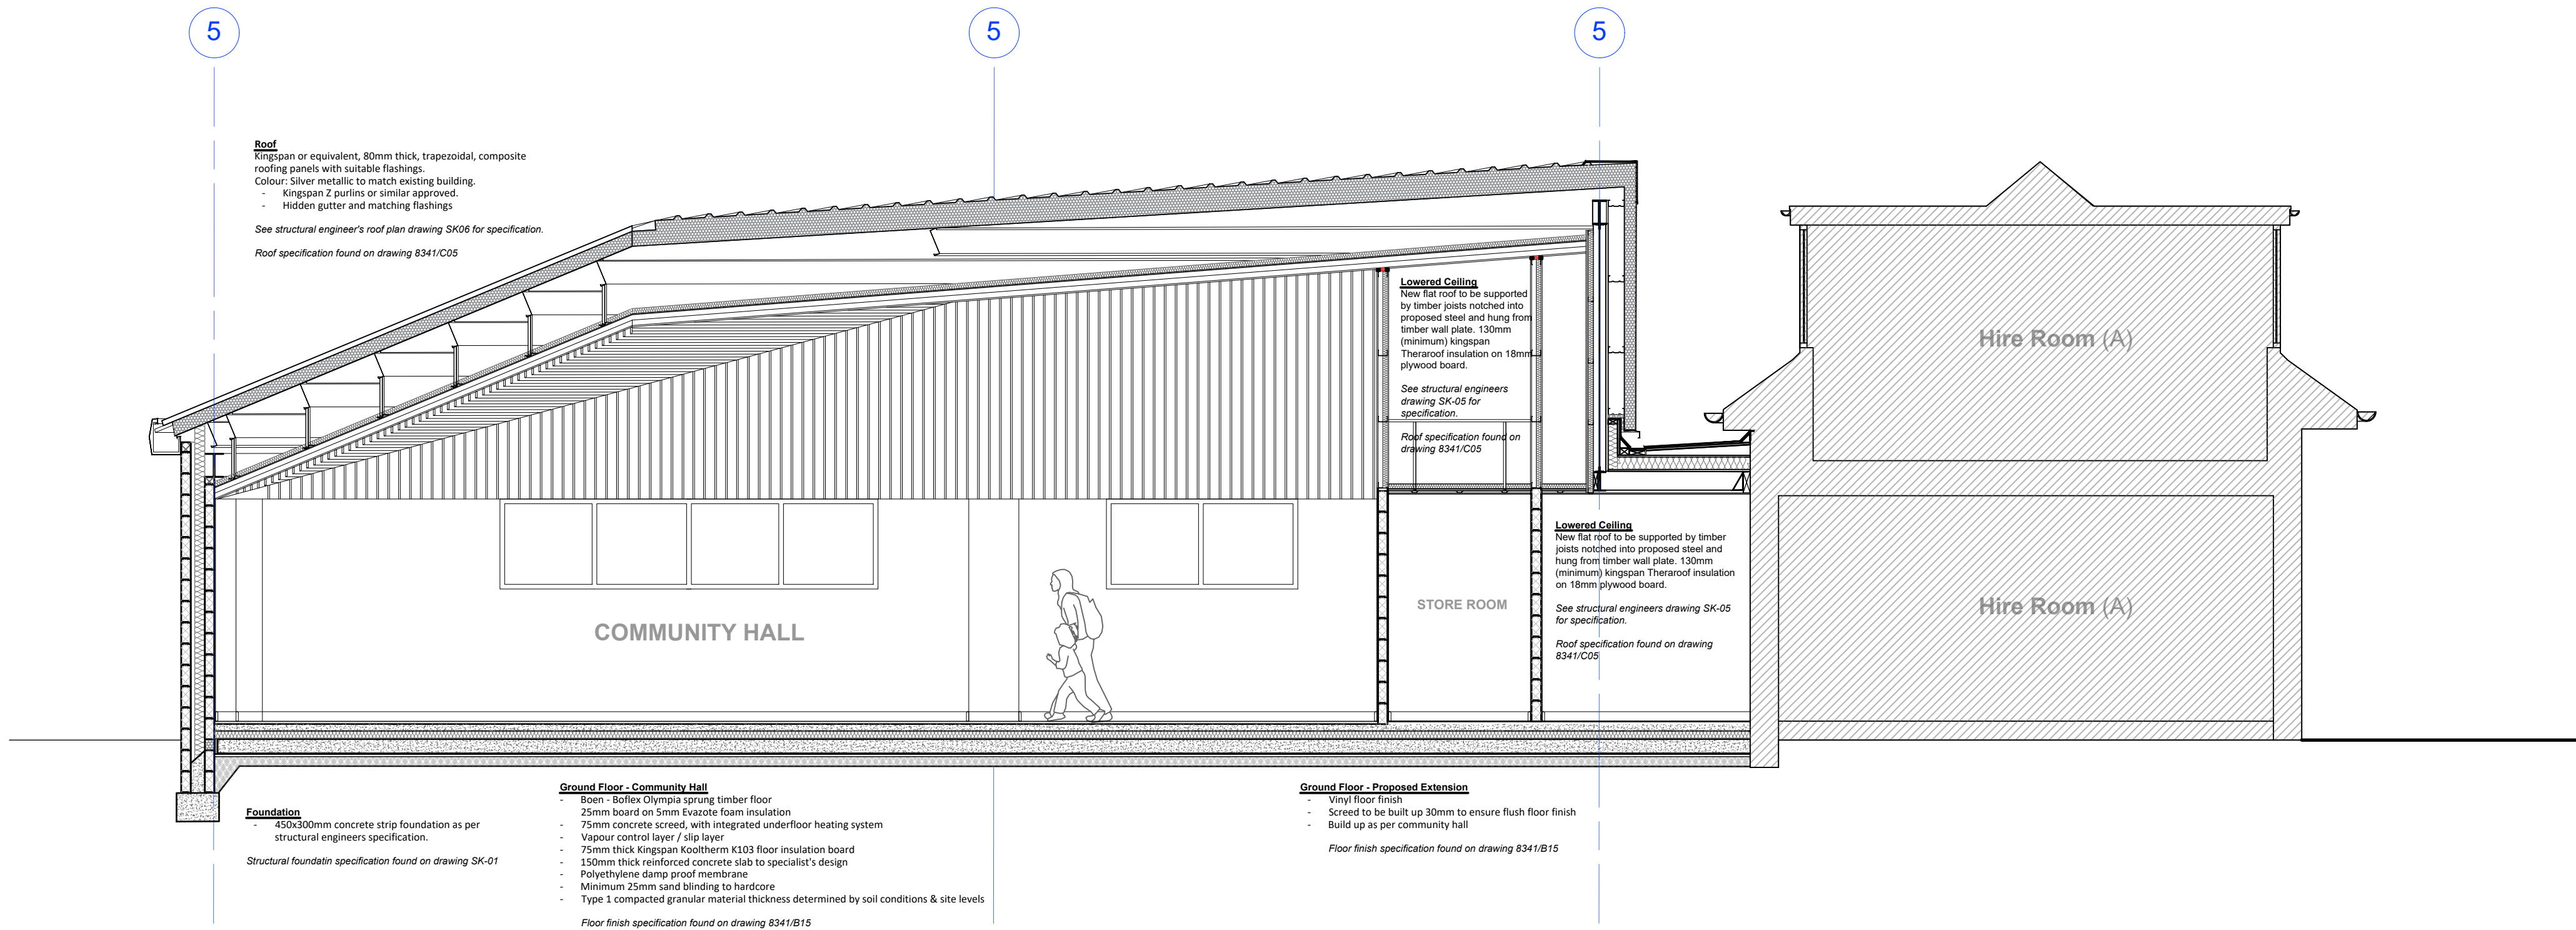 5
5
5
Roof
Kingspan or equivalent, 80mm thick, trapezoidal, composite
roofing panels with suitable flashings.
Colour: Silver metallic to match existing building.
- Kingspan Z purlins or similar approved.
- Hidden gutter and matching flashings
See structural engineer's roof plan drawing SK06 for specification.
Roof specification found on drawing 8341/C05
Lowered Ceiling
New flat roof to be supported
by timber joists notched into
proposed steel and hung from
timber wall plate. 130mm
(minimum) kingspan
Theraroof insulation on 18mm
plywood board.
See structural engineers
drawing SK-05 for
specification.
Roof specification found on
drawing 8341/C05
Hire Room (A)
Lowered Ceiling
New flat roof to be supported by timber
joists notched into proposed steel and
hung from timber wall plate. 130mm
(minimum) kingspan Theraroof insulation
on 18mm plywood board.
See structural engineers drawing SK-05
for specification.
Roof specification found on drawing
8341/C05
COMMUNITY HALL
STORE ROOM
Hire Room (A)
Foundation
- 450x300mm concrete strip foundation as per
structural engineers specification.
Structural foundatin specification found on drawing SK-01
Ground Floor - Community Hall
- Boen - Boflex Olympia sprung timber floor
25mm board on 5mm Evazote foam insulation
- 75mm concrete screed, with integrated underfloor heating system
- Vapour control layer / slip layer
- 75mm thick Kingspan Kooltherm K103 floor insulation board
- 150mm thick reinforced concrete slab to specialist's design
- Polyethylene damp proof membrane
- Minimum 25mm sand blinding to hardcore
- Type 1 compacted granular material thickness determined by soil conditions & site levels
Floor finish specification found on drawing 8341/B15
Ground Floor - Proposed Extension
- Vinyl floor finish
- Screed to be built up 30mm to ensure flush floor finish
- Build up as per community hall
Floor finish specification found on drawing 8341/B15